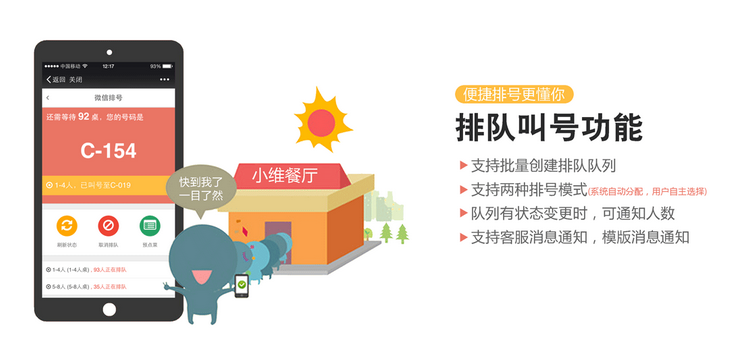 中国移动
12:17
93%
返回 关闭
微信排号
还需等待 92 桌，您的号码是
C-154
1-4人，已叫号至C-019
刷新状态
取消排队
预点菜
1-4人 (1-4人桌) , 93人正在排队
5-8人 (5-8人桌) , 35人正在排队
快到我了
一目了然
小维餐厅
便捷排号更懂你
排队叫号功能
支持批量创建排队队列
支持两种排号模式(系统自动分配，用户自主选择)
队列有状态变更时，可通知人数
支持客服消息通知，模版消息通知